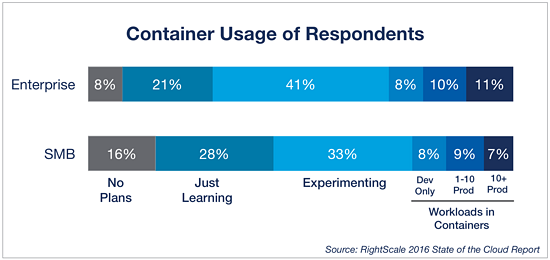 Container Usage of Respondents
Enterprise 8% 21% 41% 8% 10% 11%
SMB 16% 28% 33% 8% 9% 7%
No Plans
Just Learning
Experimenting
Dev Only
1-10 Prod
10+ Prod
Workloads in
Containers
Source: RightScale 2016 State of the Cloud Report